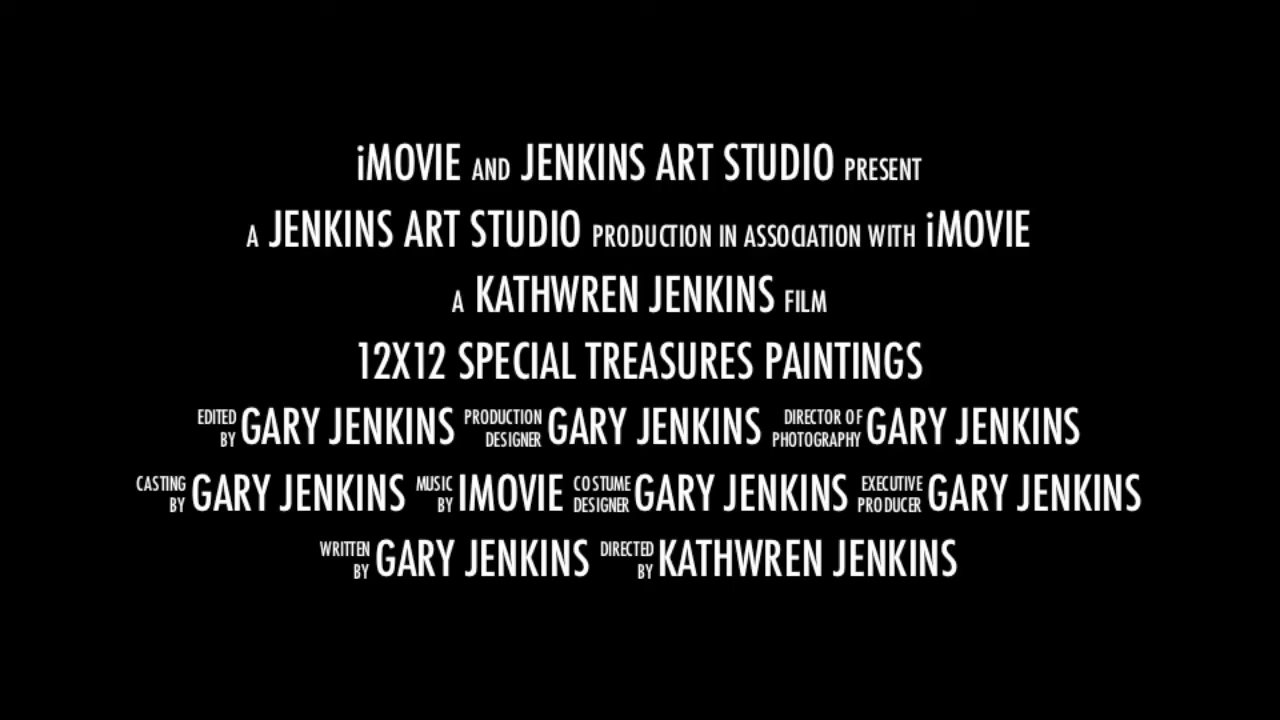 iMOVIE AND JENKINS ART STUDIO PRESENT
A JENKINS ART STUDIO PRODUCTION IN ASSOCIATION WITH iMOVIE
A KATHWREN JENKINS FILM
12X12 SPECIAL TREASURES PAINTINGS
EDITED BY GARY JENKINS PRODUCTION DESIGNER GARY JENKINS DIRECTOR OF PHOTOGRAPHY GARY JENKINS
CASTING BY GARY JENKINS MUSIC BY IMOVIE COSTUME DESIGNER GARY JENKINS EXECUTIVE PRODUCER GARY JENKINS
WRITTEN BY GARY JENKINS DIRECTED BY KATHWREN JENKINS